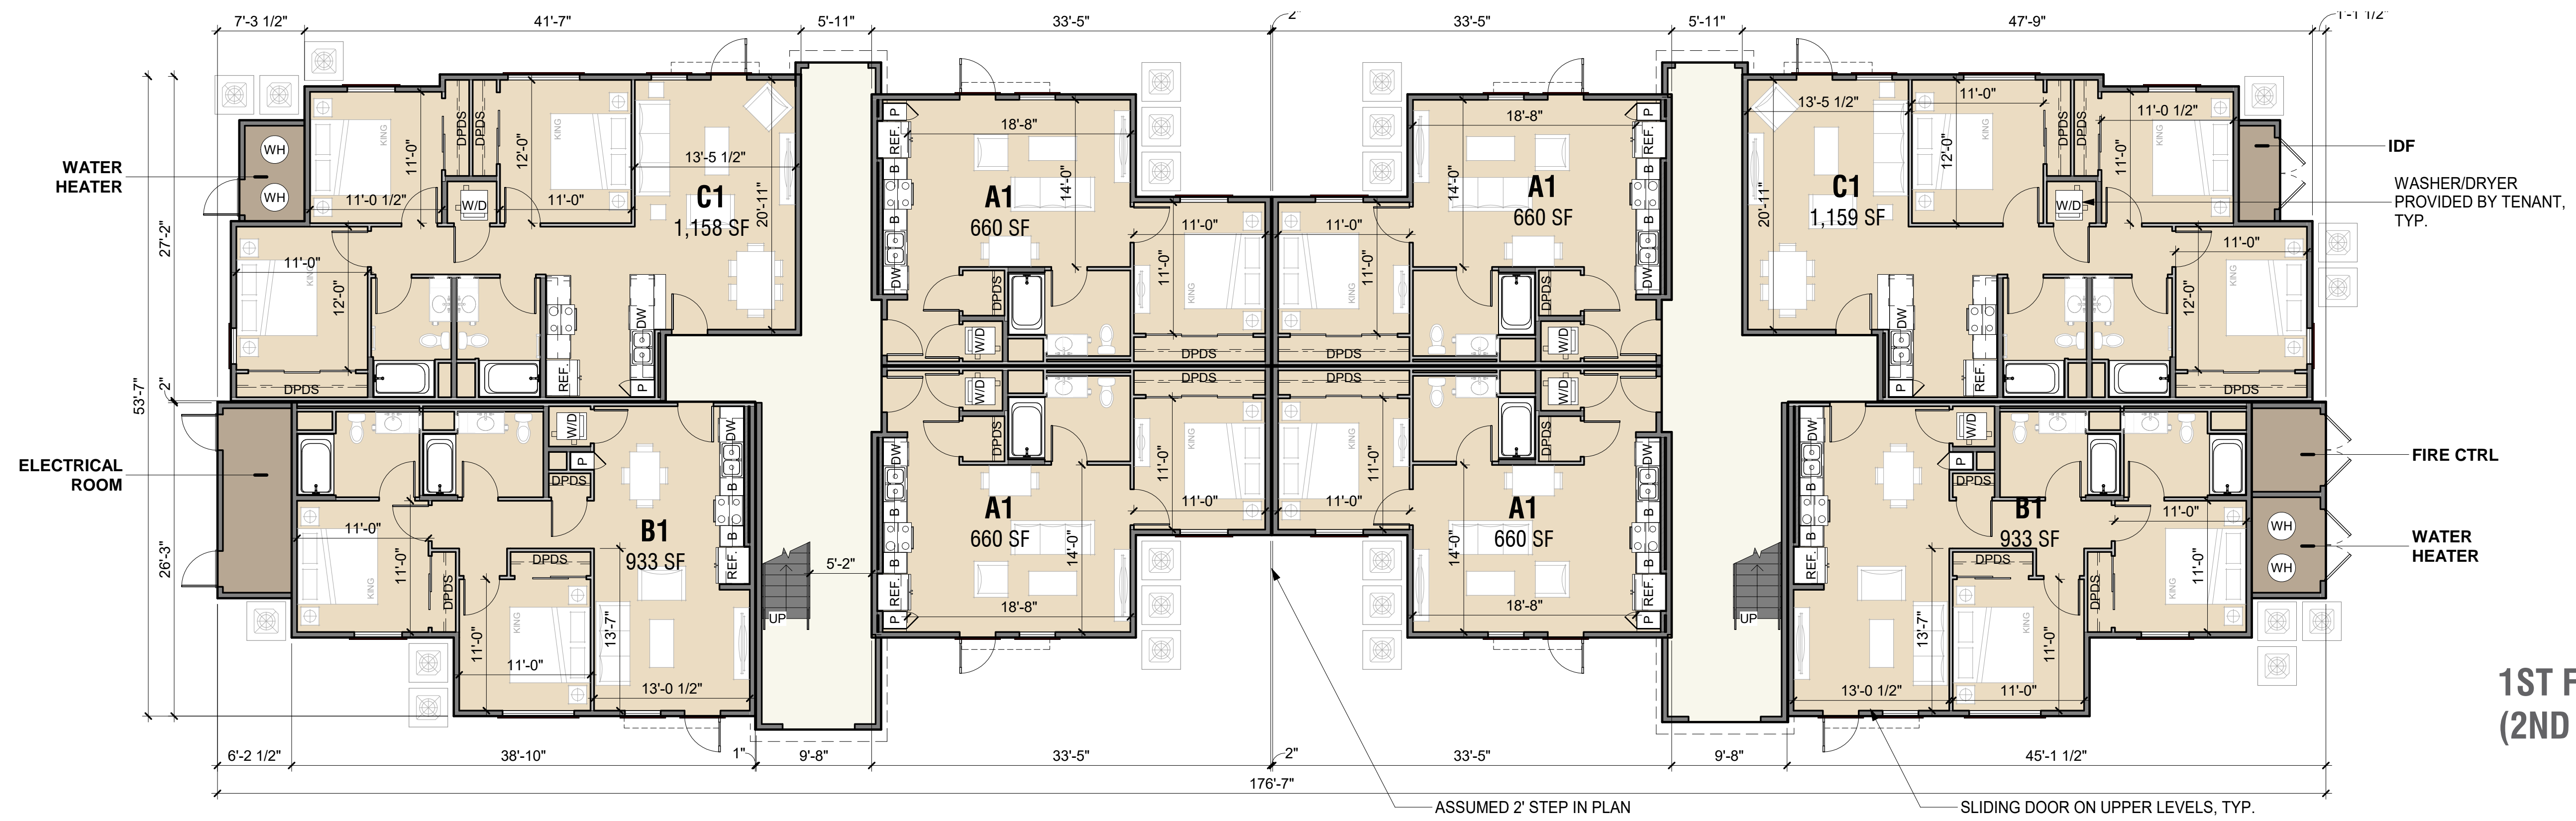 7'-3 1/2"
41'-7"
5'-11"
33'-5"
2"
33'-5"
5'-11"
47'-9"
1'-1 1/2"
WATER
HEATER
WH
WH
11'-0"
11'-0 1/2"
KING
DPDS
DPDS
W/D
12'-0"
11'-0"
KING
13'-5 1/2"
C1
1,158 SF
20'-11"
11'-0"
12'-0"
KING
DPDS
REF.
DW
P
P
REF.
B
B
DW
18'-8"
14'-0"
A1
660 SF
DPDS
W/D
11'-0"
11'-0"
KING
DPDS
11'-0"
11'-0"
KING
DPDS
18'-8"
14'-0"
A1
660 SF
DPDS
W/D
P
REF.
B
B
DW
13'-5 1/2"
C1
1,159 SF
20'-11"
11'-0"
12'-0"
KING
DPDS
DPDS
W/D
11'-0 1/2"
11'-0"
KING
11'-0"
12'-0"
KING
DPDS
DW
P
REF.
IDF
WASHER/DRYER
PROVIDED BY TENANT,
TYP.
27'-2"
53'-7"
2"
26'-3"
ELECTRICAL
ROOM
W/D
P
DPDS
DW
B
B
REF.
11'-0"
11'-0"
KING
DPDS
DPDS
11'-0"
11'-0"
KING
B1
933 SF
13'-7"
13'-0 1/2"
UP
5'-2"
W/D
DPDS
DW
B
B
REF.
P
A1
660 SF
14'-0"
18'-8"
DPDS
11'-0"
11'-0"
KING
DPDS
11'-0"
11'-0"
KING
W/D
DPDS
DW
B
B
REF.
P
A1
660 SF
14'-0"
18'-8"
UP
DW
B
B
REF.
W/D
P
DPDS
B1
933 SF
13'-7"
13'-0 1/2"
DPDS
11'-0"
11'-0"
KING
DPDS
11'-0"
11'-0"
KING
WH
WH
FIRE CTRL
WATER
HEATER
1ST F
(2ND
6'-2 1/2"
38'-10"
1"
9'-8"
33'-5"
2"
33'-5"
9'-8"
45'-1 1/2"
176'-7"
ASSUMED 2' STEP IN PLAN
SLIDING DOOR ON UPPER LEVELS, TYP.